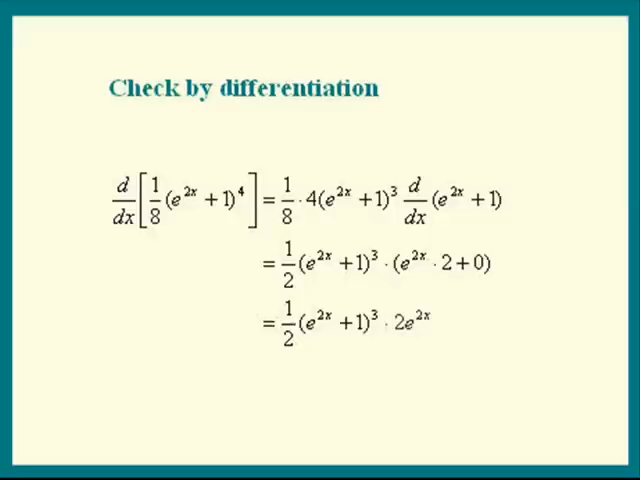 Check by differentiation
d/dx [1/8 (e^{2x} + 1)^4] = 1/8 · 4(e^{2x} + 1)^3 d/dx (e^{2x} + 1)
= 1/2 (e^{2x} + 1)^3 · (e^{2x} · 2 + 0)
= 1/2 (e^{2x} + 1)^3 · 2e^{2x}